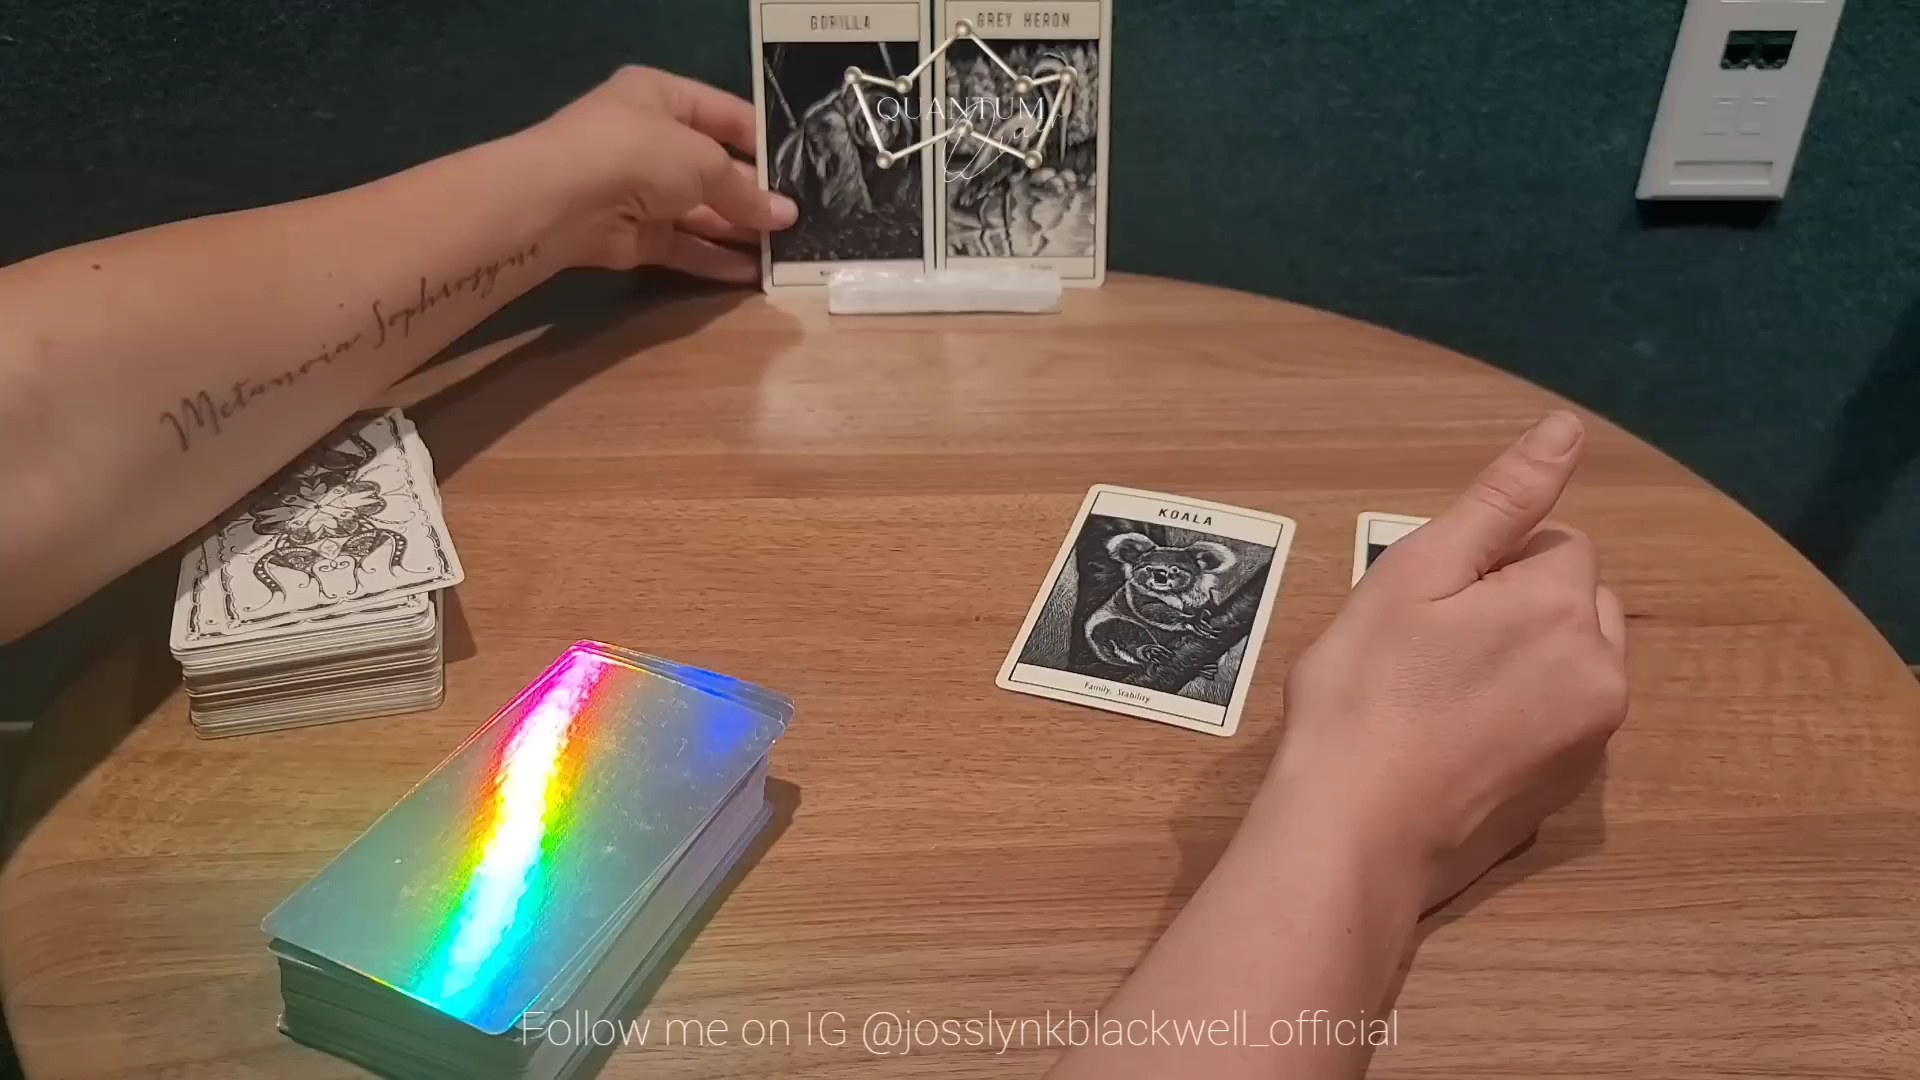 GORILLA
GREY HERON
QUANTUM
Metanoia Sophrosyne
KOALA
Family, Stability
Follow me on IG @josslynkblackwell_official